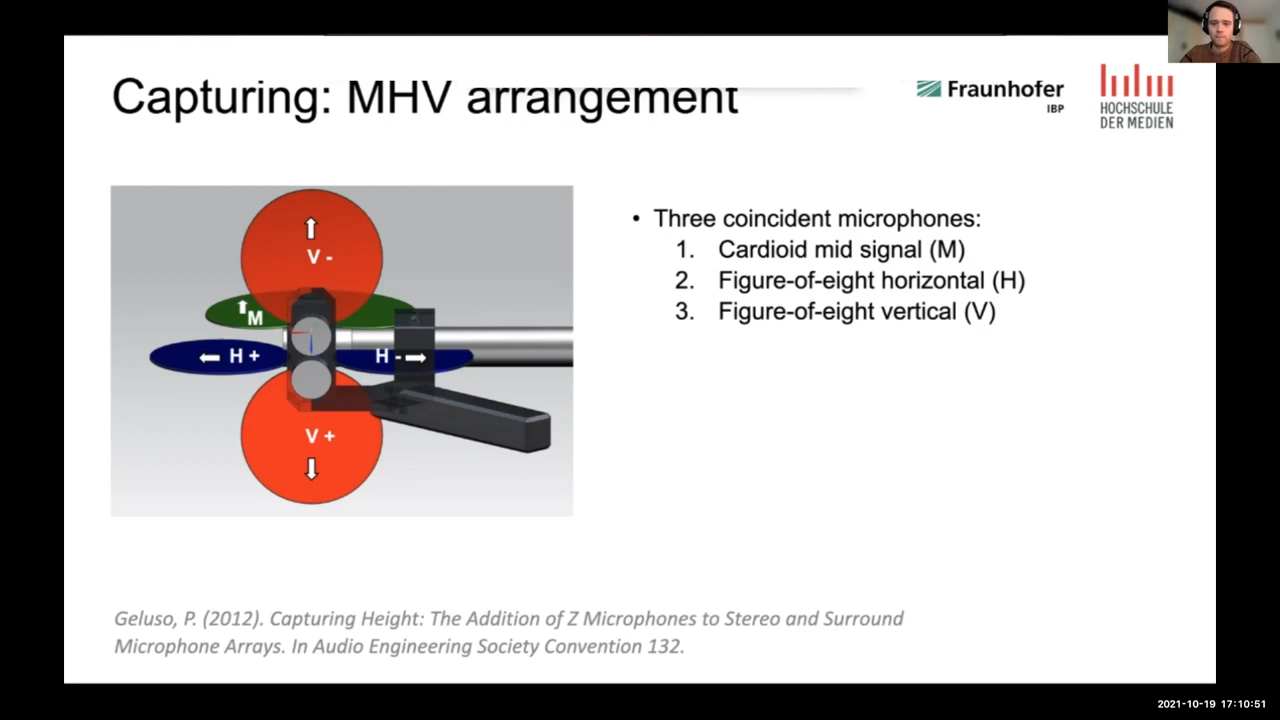 Capturing: MHV arrangement
Fraunhofer
IBP
HOCHSCHULE
DER MEDIEN
V -
M
H +
H -
V +
• Three coincident microphones:
1. Cardioid mid signal (M)
2. Figure-of-eight horizontal (H)
3. Figure-of-eight vertical (V)
Geluso, P. (2012). Capturing Height: The Addition of Z Microphones to Stereo and Surround
Microphone Arrays. In Audio Engineering Society Convention 132.
2021-10-19 17:10:51